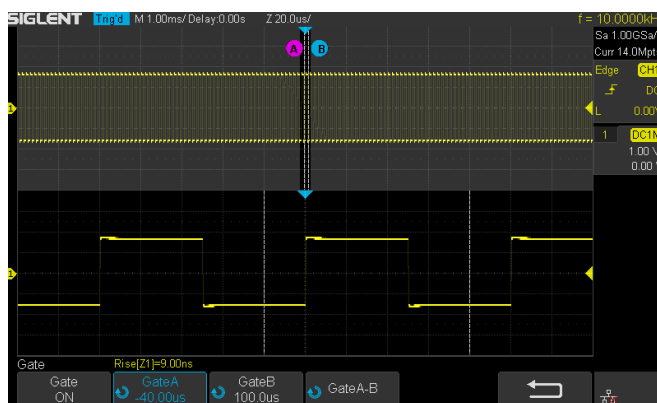 SIGLENT Trig'd M 1.00ms/ Delay:0.00s Z 20.0us/ f = 10.0000kH
Sa 1.00GSa/
Curr 14.0Mpt
A B
Edge CH1
DC
L 0.00V
1 DC1M
1.00 V
0.00
1
1
Gate Rise[Z1]=9.00ns
Gate ON
GateA -40.00us
GateB 100.0us
GateA-B